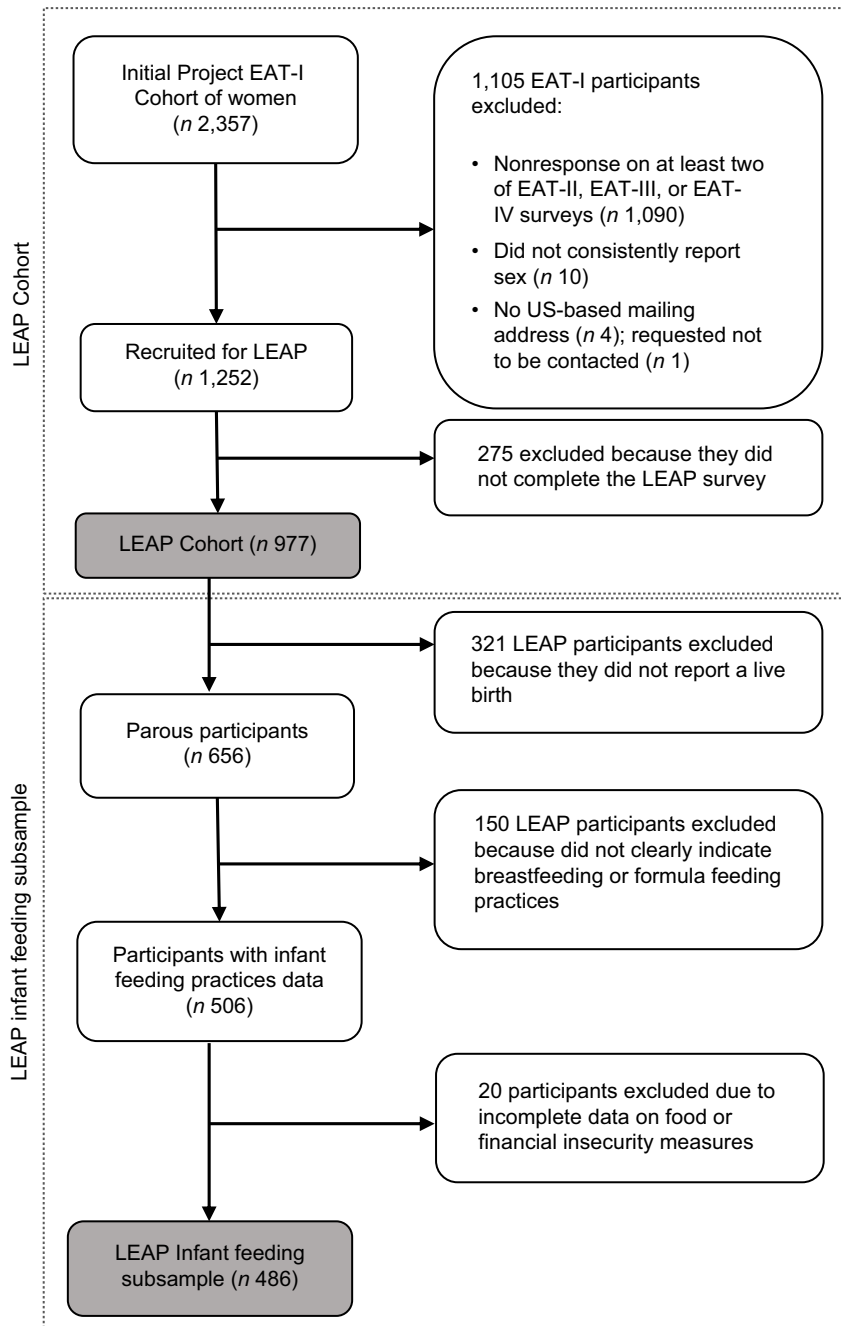 LEAP Cohort
Initial Project EAT-I
Cohort of women
(n 2,357)
1,105 EAT-I participants
excluded:
• Nonresponse on at least two
of EAT-II, EAT-III, or EAT-
IV surveys (n 1,090)
• Did not consistently report
sex (n 10)
• No US-based mailing
address (n 4); requested not
to be contacted (n 1)
Recruited for LEAP
(n 1,252)
275 excluded because they did
not complete the LEAP survey
LEAP Cohort (n 977)
LEAP infant feeding subsample
321 LEAP participants excluded
because they did not report a live
birth
Parous participants
(n 656)
150 LEAP participants excluded
because did not clearly indicate
breastfeeding or formula feeding
practices
Participants with infant
feeding practices data
(n 506)
20 participants excluded due to
incomplete data on food or
financial insecurity measures
LEAP Infant feeding
subsample (n 486)